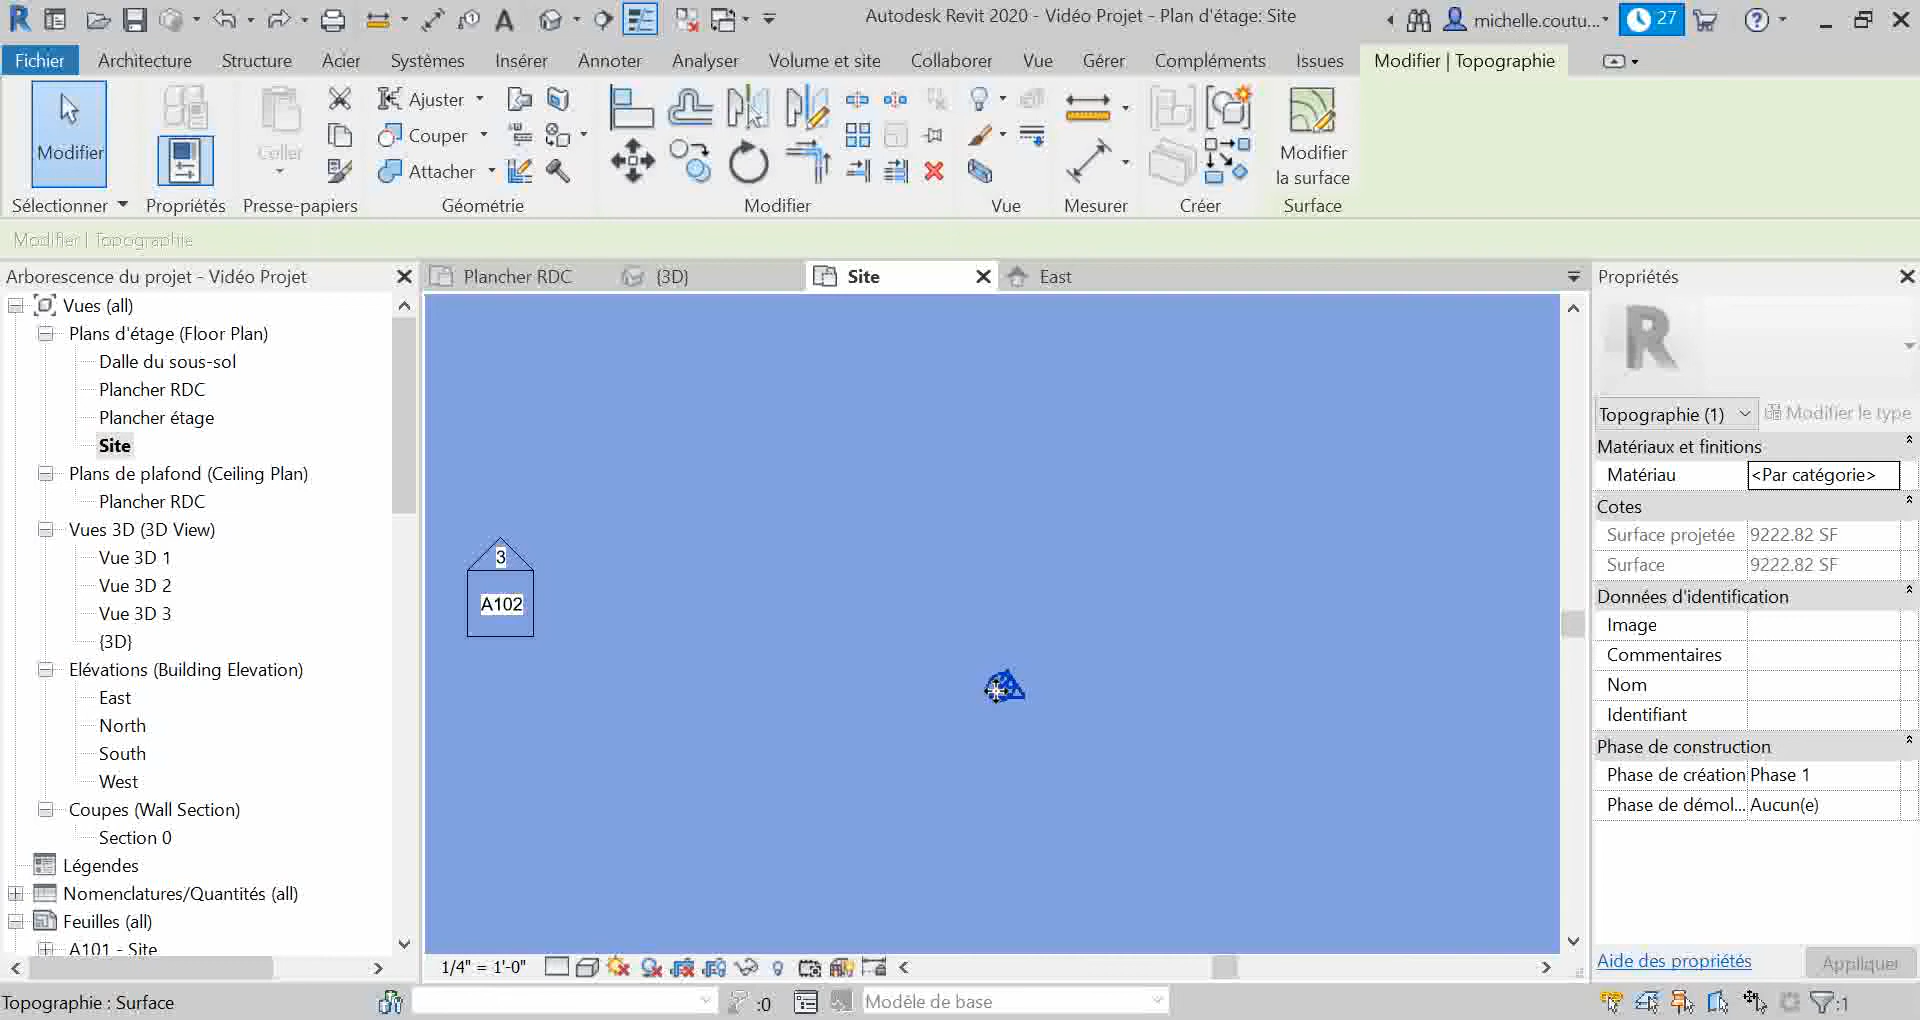 Autodesk Revit 2020 - Vidéo Projet - Plan d'étage: Site
michelle.coutu...
27
Fichier
Architecture
Structure
Acier
Systèmes
Insérer
Annoter
Analyser
Volume et site
Collaborer
Vue
Gérer
Compléments
Issues
Modifier | Topographie
Modifier
Coller
Ajuster
Couper
Attacher
Modifier
la surface
Sélectionner
Propriétés
Presse-papiers
Géométrie
Modifier
Vue
Mesurer
Créer
Surface
Modifier | Topographie
Arborescence du projet - Vidéo Projet
Vues (all)
Plans d'étage (Floor Plan)
Dalle du sous-sol
Plancher RDC
Plancher étage
Site
Plans de plafond (Ceiling Plan)
Plancher RDC
Vues 3D (3D View)
Vue 3D 1
Vue 3D 2
Vue 3D 3
{3D}
Elévations (Building Elevation)
East
North
South
West
Coupes (Wall Section)
Section 0
Légendes
Nomenclatures/Quantités (all)
Feuilles (all)
A101 - Site
Plancher RDC
{3D}
Site
East
3
A102
1/4" = 1'-0"
Propriétés
Topographie (1)
Modifier le type
Matériaux et finitions
Matériau <Par catégorie>
Cotes
Surface projetée 9222.82 SF
Surface 9222.82 SF
Données d'identification
Image
Commentaires
Nom
Identifiant
Phase de construction
Phase de création Phase 1
Phase de démol... Aucun(e)
Aide des propriétés
Appliquer
Topographie : Surface
:0
Modèle de base
:1